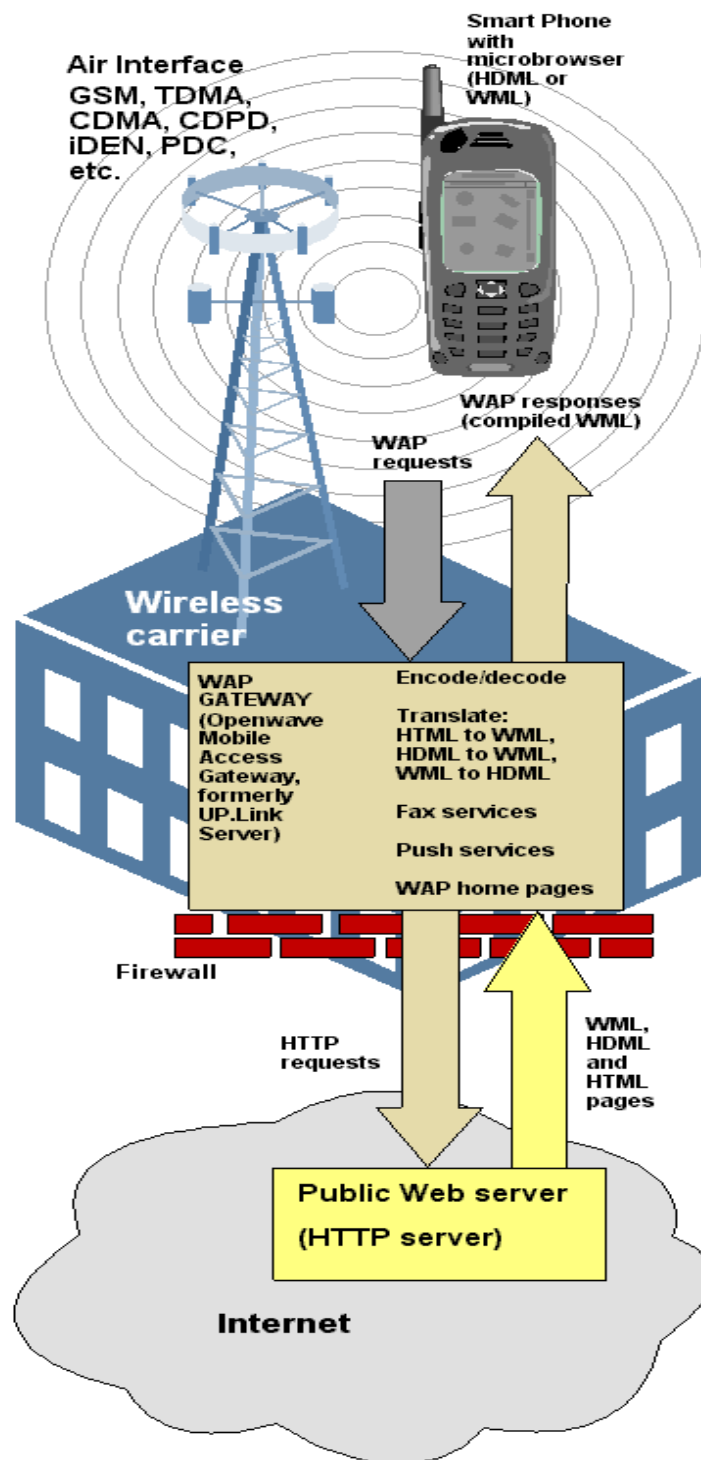 Smart Phone
with
microbrowser
(HDML or
WML)
Air Interface
GSM, TDMA,
CDMA, CDPD,
iDEN, PDC,
etc.
WAP responses
(compiled WML)
WAP
requests
Wireless
carrier
WAP
GATEWAY
(Openwave
Mobile
Access
Gateway,
formerly
UP.Link
Server)
Encode/decode
Translate:
HTML to WML,
HDML to WML,
WML to HDML
Fax services
Push services
WAP home pages
Firewall
HTTP
requests
WML,
HDML
and
HTML
pages
Public Web server
(HTTP server)
Internet